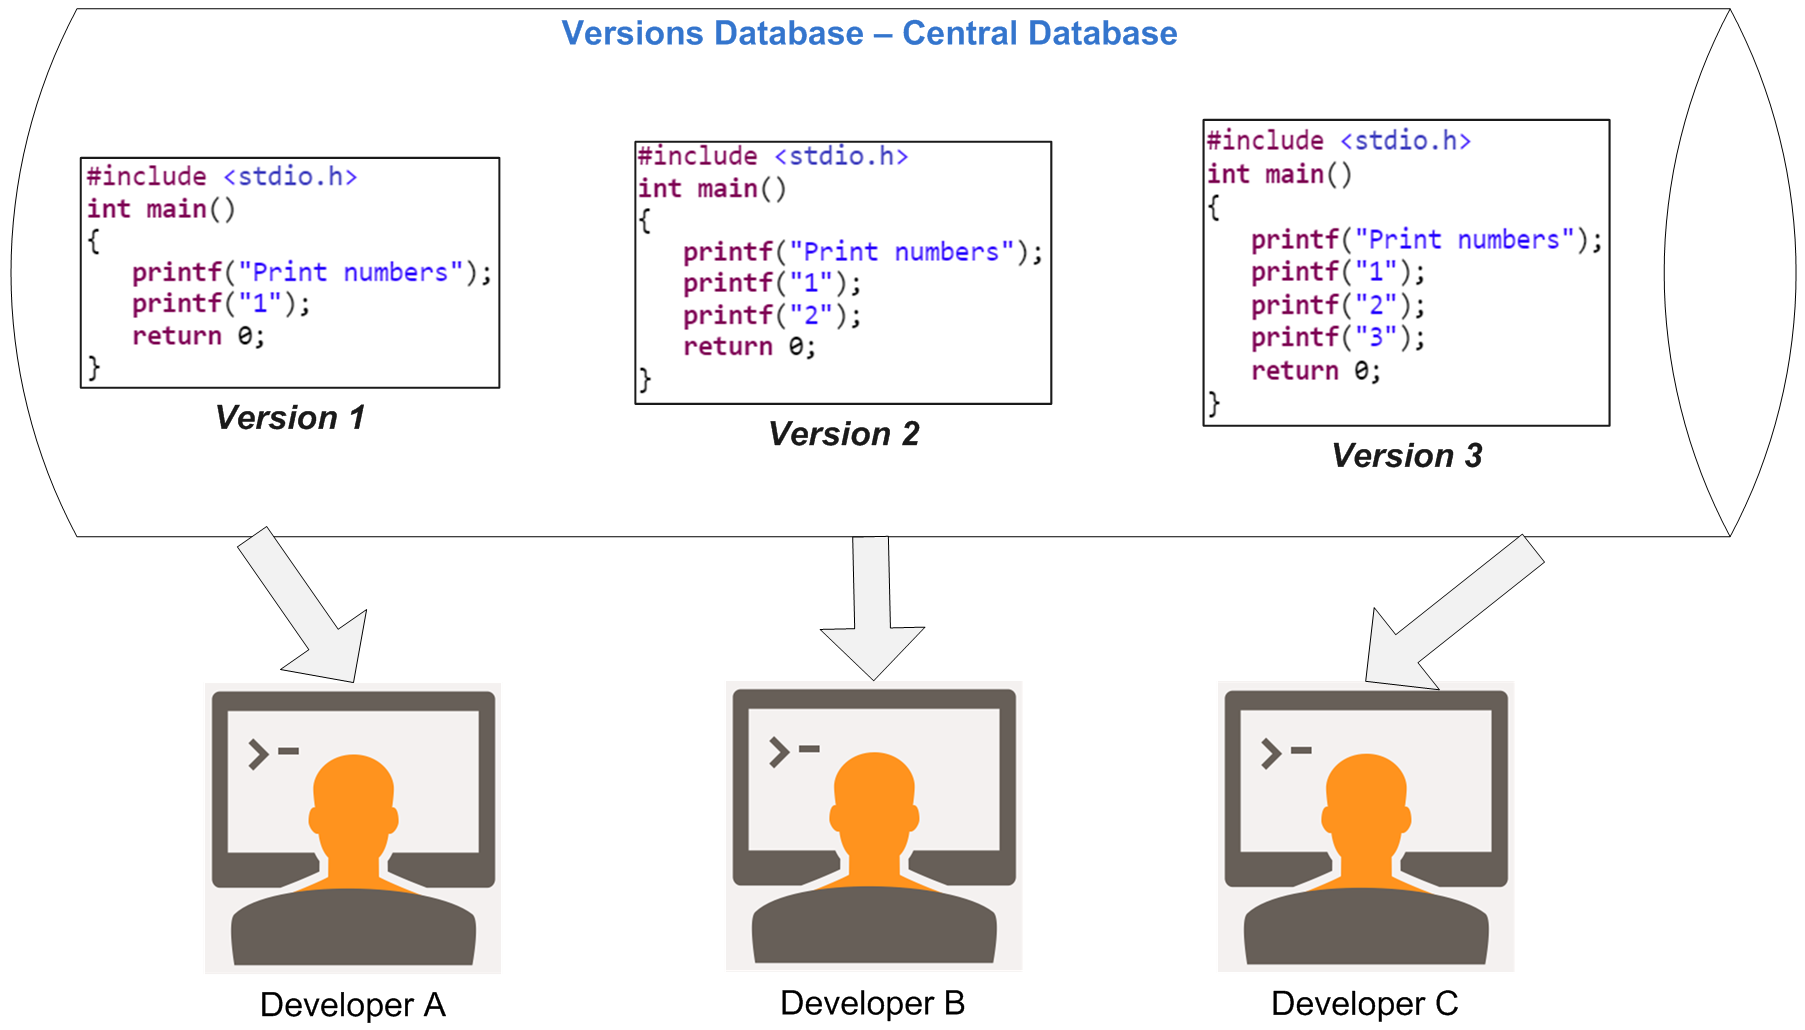 Versions Database – Central Database
#include <stdio.h>
int main()
{
printf("Print numbers");
printf("1");
return 0;
}
Version 1
#include <stdio.h>
int main()
{
printf("Print numbers");
printf("1");
printf("2");
return 0;
}
Version 2
#include <stdio.h>
int main()
{
printf("Print numbers");
printf("1");
printf("2");
printf("3");
return 0;
}
Version 3
>-
>-
>-
Developer A
Developer B
Developer C